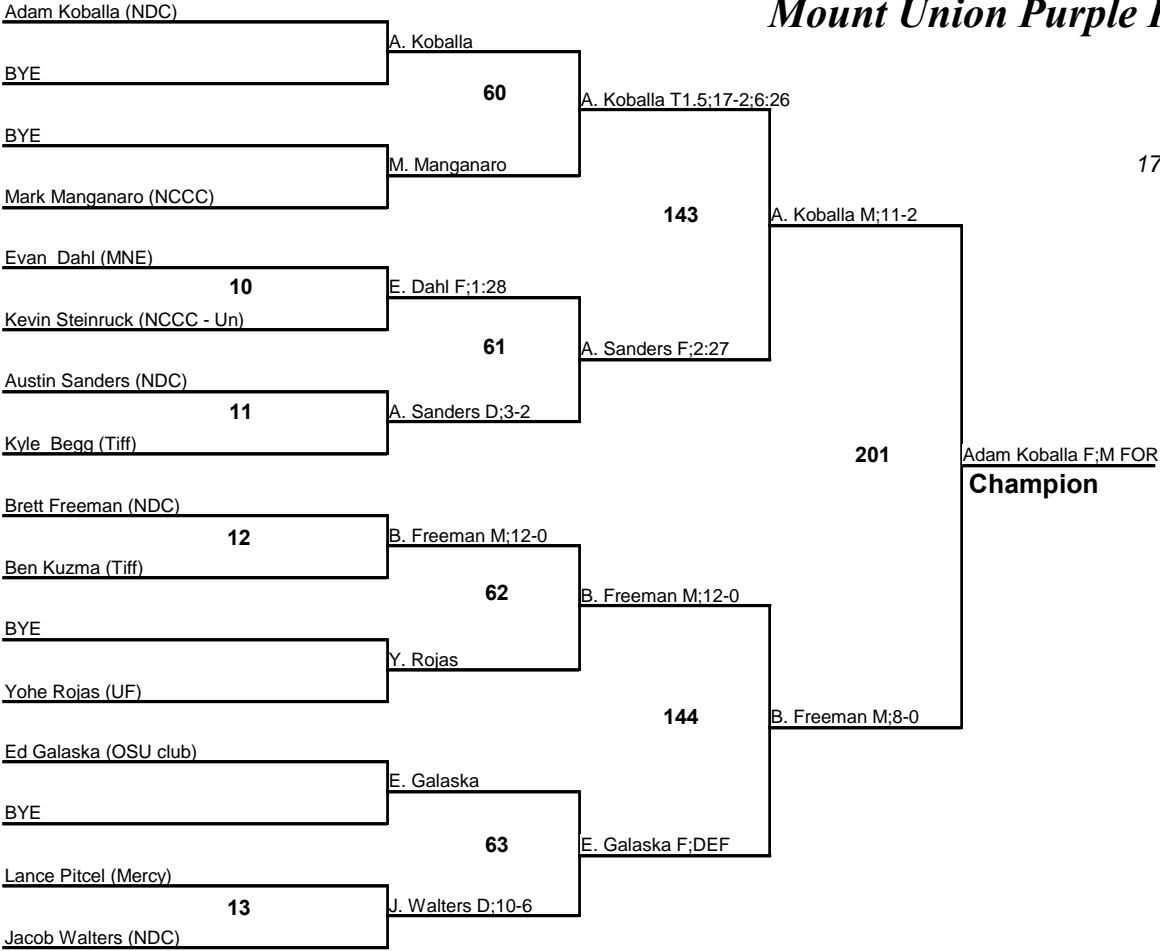 Mount Union Purple
Adam Koballa (NDC)
A. Koballa
BYE
60
A. Koballa T1.5;17-2;6:26
BYE
M. Manganaro
17
Mark Manganaro (NCCC)
143
A. Koballa M;11-2
Evan  Dahl (MNE)
10
E. Dahl F;1:28
Kevin Steinruck (NCCC - Un)
61
A. Sanders F;2:27
Austin Sanders (NDC)
11
A. Sanders D;3-2
Kyle  Begg (Tiff)
201
Adam Koballa F;M FOR
Champion
Brett Freeman (NDC)
12
B. Freeman M;12-0
Ben Kuzma (Tiff)
62
B. Freeman M;12-0
BYE
Y. Rojas
Yohe Rojas (UF)
144
B. Freeman M;8-0
Ed Galaska (OSU club)
E. Galaska
BYE
63
E. Galaska F;DEF
Lance Pitcel (Mercy)
13
J. Walters D;10-6
Jacob Walters (NDC)